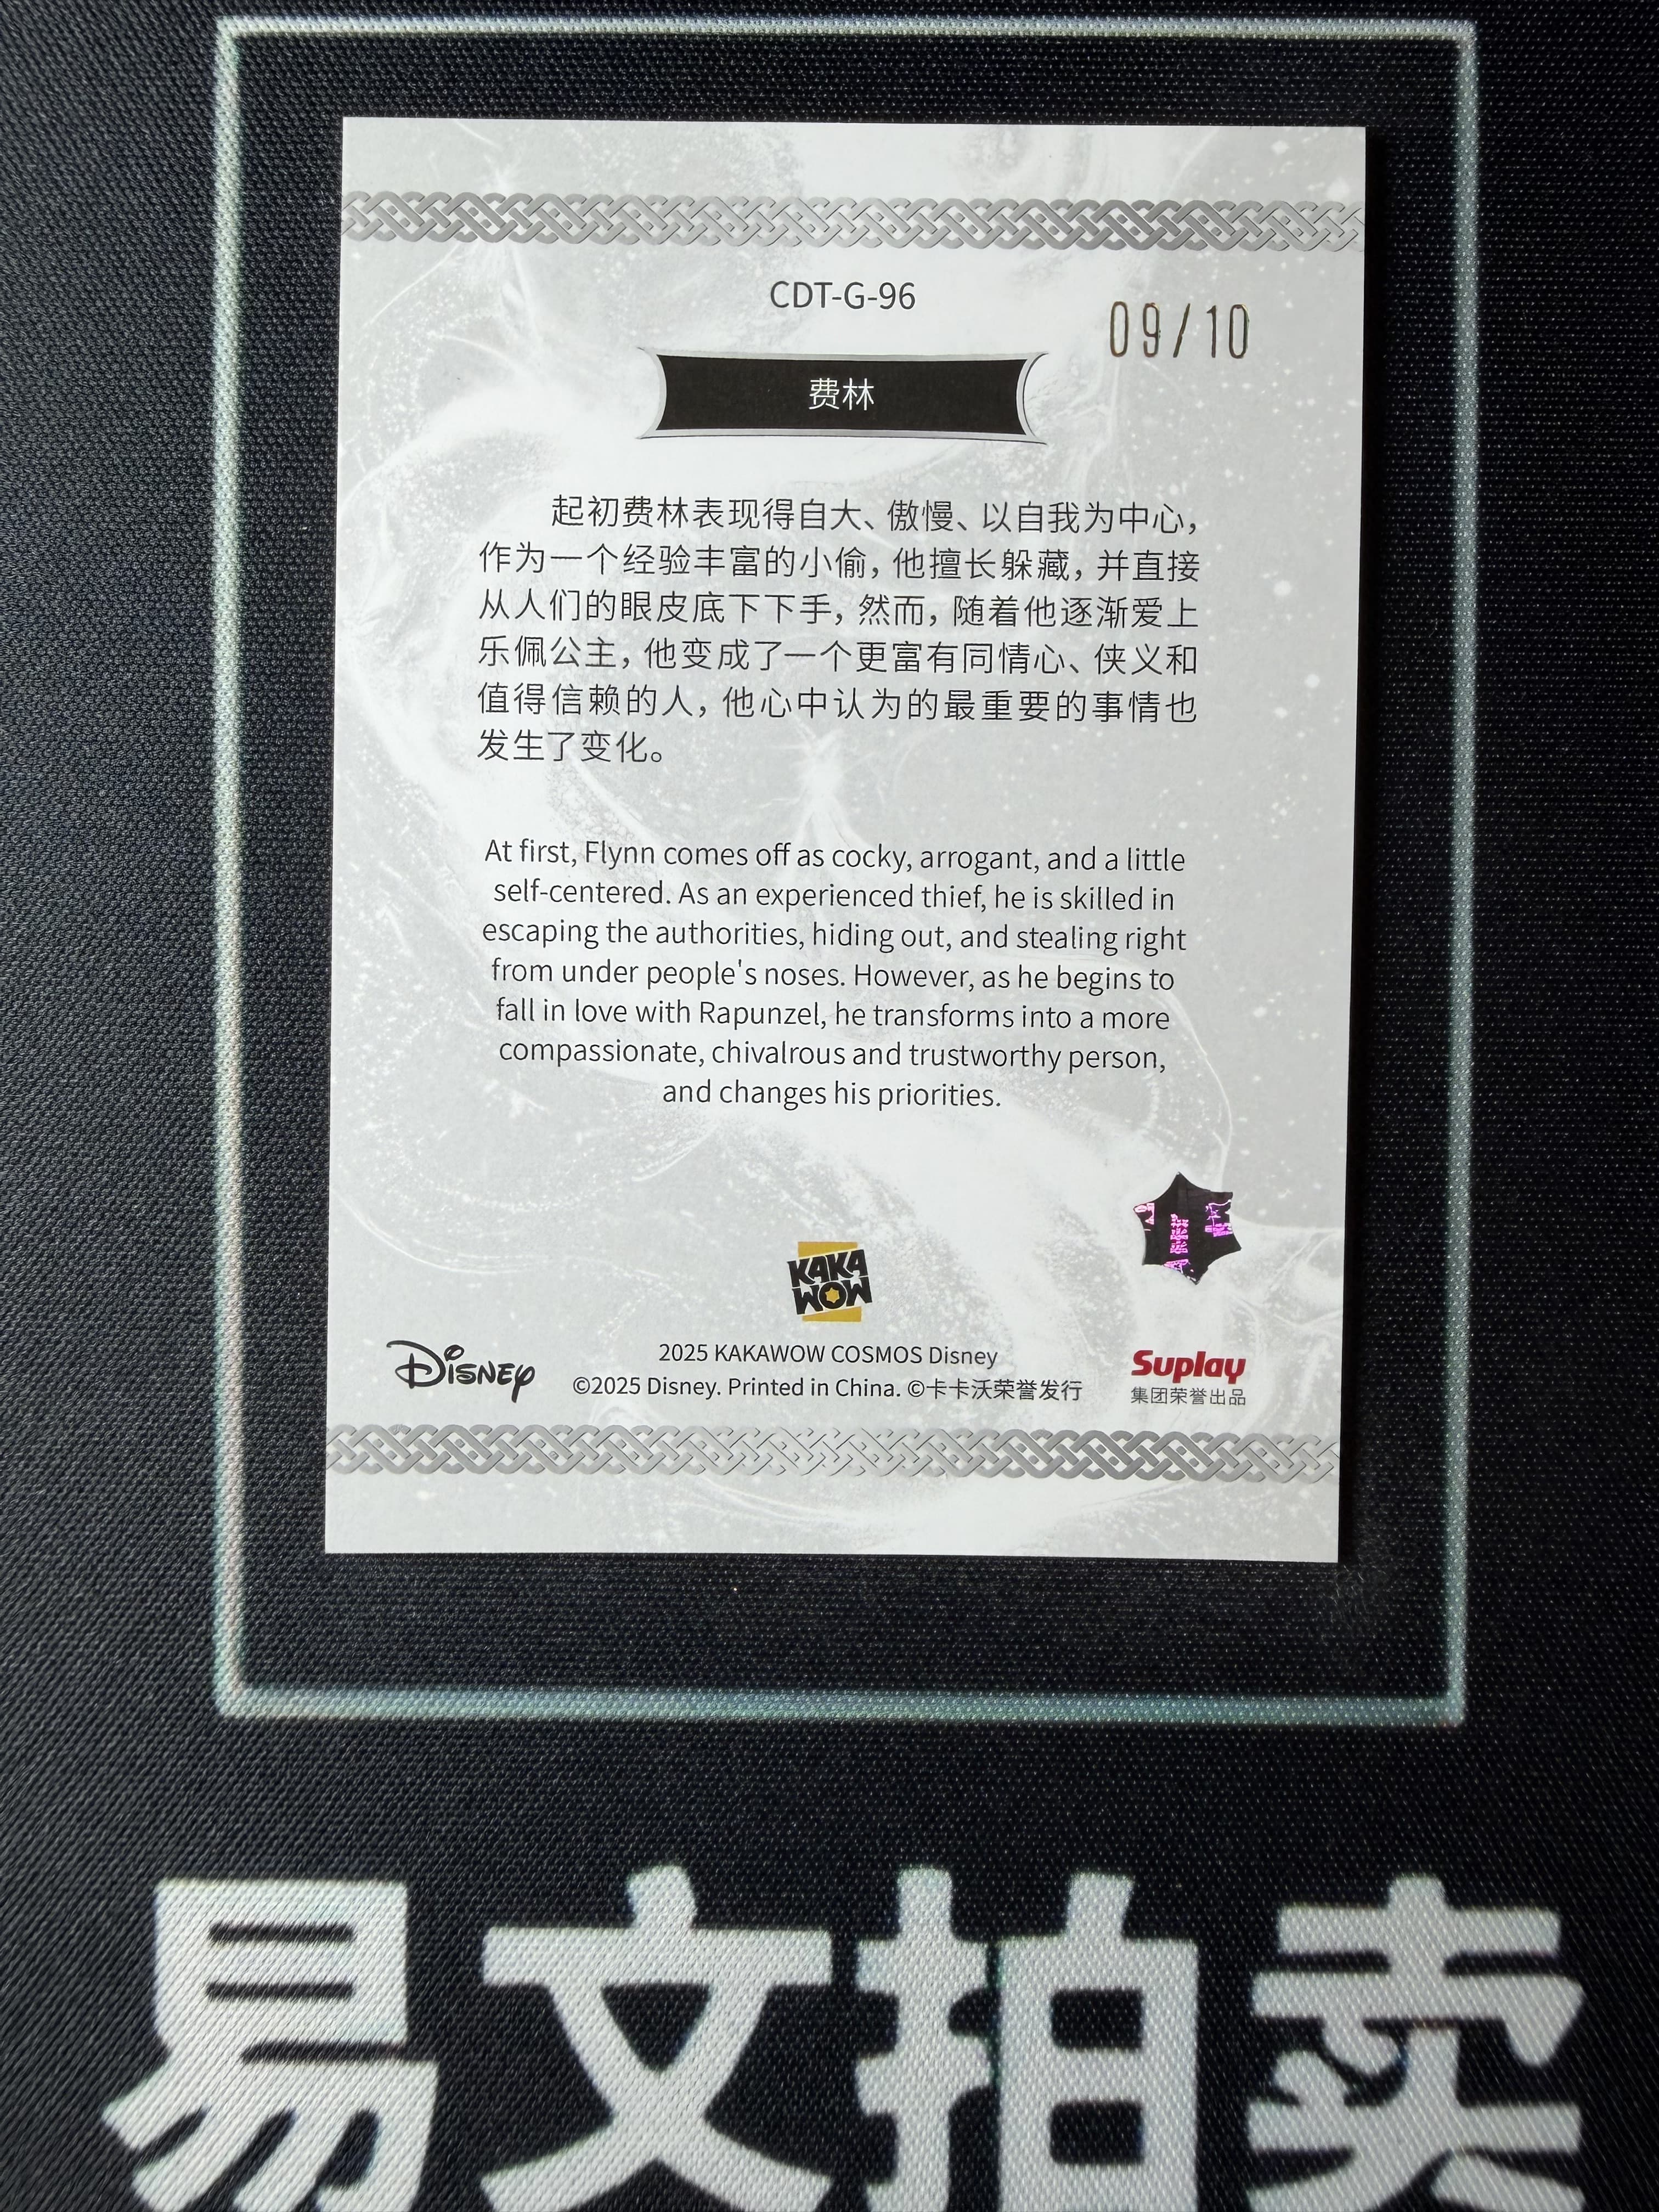 CDT-G-96
09/10
费林
起初费林表现得自大、傲慢、以自我为中心，
作为一个经验丰富的小偷，他擅长躲藏，并直接
从人们的眼皮底下下手，然而，随着他逐渐爱上
乐佩公主，他变成了一个更富有同情心、侠义和
值得信赖的人，他心中认为的最重要的事情也
发生了变化。
At first, Flynn comes off as cocky, arrogant, and a little
self-centered. As an experienced thief, he is skilled in
escaping the authorities, hiding out, and stealing right
from under people's noses. However, as he begins to
fall in love with Rapunzel, he transforms into a more
compassionate, chivalrous and trustworthy person,
and changes his priorities.
KAKA
WOW
Disney
2025 KAKAWOW COSMOS Disney
©2025 Disney. Printed in China. ©卡卡沃荣誉发行
Suplay
集团荣誉出品
易文拍卖